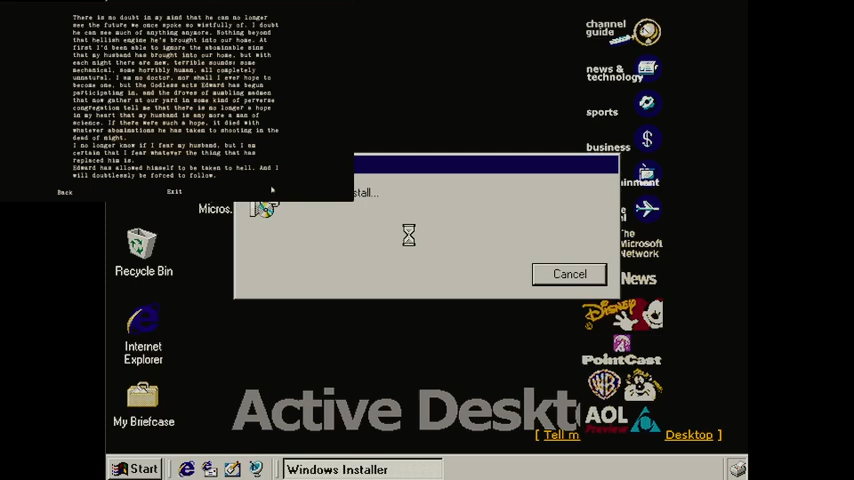 There is no doubt in my mind that he can no longer
see the future we once spoke so wistfully of. I doubt
he can see much of anything anymore. Nothing beyond
that hellish engine he's brought into our home. At
first I'd been able to ignore the abominable sins
that my husband has brought into our home, but with
each night there are new, terrible sounds; some
mechanical, some horribly human, all completely
unnatural. I am no doctor, nor shall I ever hope to
become one, but the Godless acts Edward has begun
participating in, and the droves of mumbling madmen
that now gather at our yard in some kind of perverse
congregation tell me that there is no longer a hope
in my heart that my husband is any more a man of
science. If there were such a hope, it died with
whatever abominations he has taken to shooting in the
dead of night.
I no longer know if I fear my husband, but I am
certain that I fear whatever the thing that has
replaced him is.
Edward has allowed himself to be taken to hell. And I
will doubtlessly be forced to follow.
Back
Exit
stall...
Micros.
Cancel
Recycle Bin
Internet
Explorer
My Briefcase
channel
guide
news &
technology
sports
business
inment
The
Microsoft
Network
News
Disney
PointCast
WB
AOL
Preview
Active Deskt
[ Tell m
Desktop ]
Start
Windows Installer